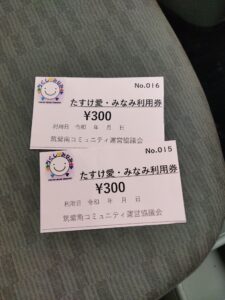 No.016
たすけ愛・みなみ利用券
¥300
利用日 令和 年 月 日
筑紫南コミュニティ運営協議会
No.015
たすけ愛・みなみ利用券
¥300
利用日 令和 年 月 日
筑紫南コミュニティ運営協議会